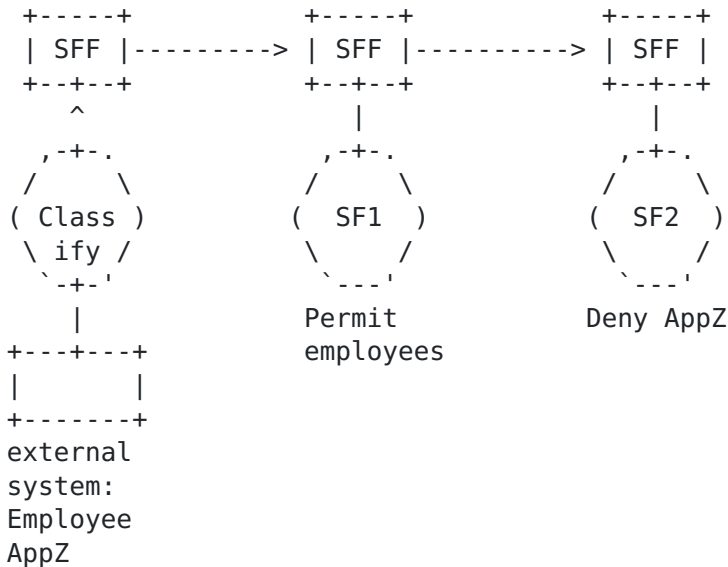 +-----+          +-----+            +-----+
| SFF |---------> | SFF |----------> | SFF |
+--+--+          +--+--+            +--+--+
^                  |                  |
,-+-.            ,-+-.              ,-+-.
/     \          /     \            /     \
( Class )        (  SF1  )          (  SF2  )
\ ify /          \     /            \     /
`-+-'            `---'              `---'
|              Permit            Deny AppZ
+---+---+        employees
|       |
+-------+
external
system:
Employee
AppZ